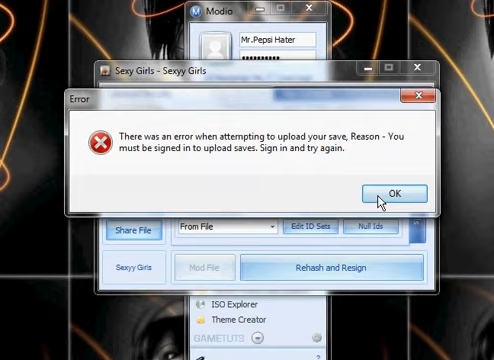 Modio
Mr.Pepsi Hater
Sexy Girls - Sexyy Girls
Error
There was an error when attempting to upload your save, Reason - You
must be signed in to upload saves. Sign in and try again.
OK
Share File
From File
Edit ID Sets
Null Ids
Sexyy Girls
Mod File
Rehash and Resign
ISO Explorer
Theme Creator
GAMETUTS